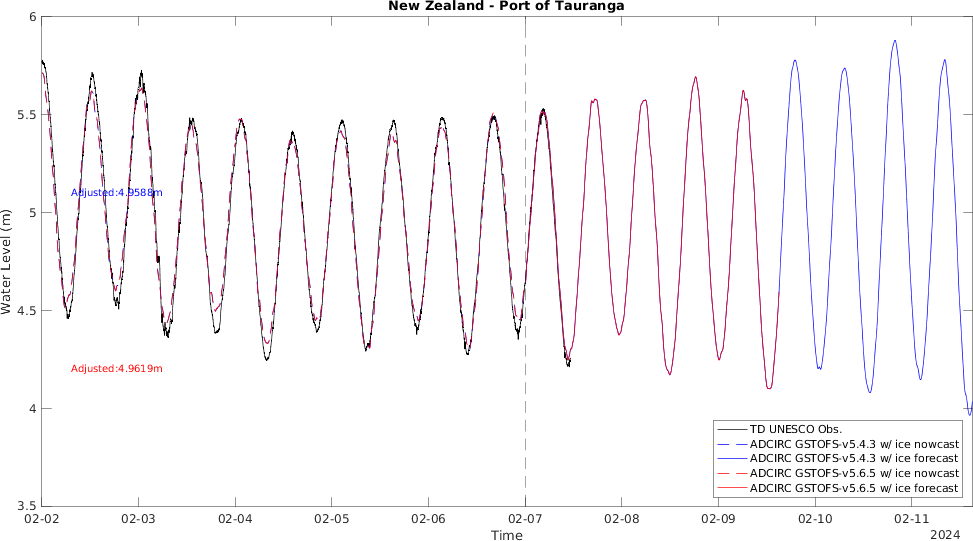 New Zealand - Port of Tauranga
6
5.5
5
4.5
4
3.5
Water Level (m)
Adjusted:4.9588m
Adjusted:4.9619m
TD UNESCO Obs.
ADCIRC GSTOFS-v5.4.3 w/ ice nowcast
ADCIRC GSTOFS-v5.4.3 w/ ice forecast
ADCIRC GSTOFS-v5.6.5 w/ ice nowcast
ADCIRC GSTOFS-v5.6.5 w/ ice forecast
02-02 02-03 02-04 02-05 02-06 02-07 02-08 02-09 02-10 02-11
Time
2024